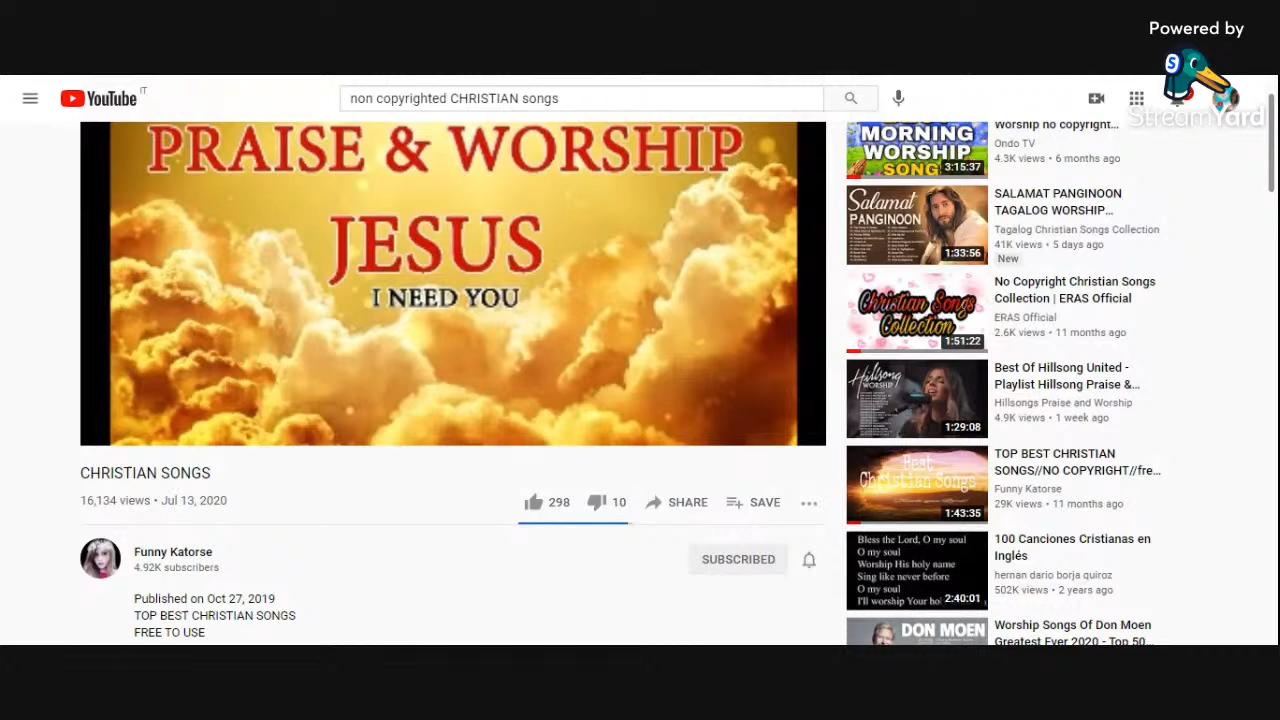 Powered by
StreamYard
YouTube IT
non copyrighted CHRISTIAN songs
PRAISE & WORSHIP
JESUS
I NEED YOU
CHRISTIAN SONGS
16,134 views • Jul 13, 2020
298
10
SHARE
SAVE
Funny Katorse
4.92K subscribers
SUBSCRIBED
Published on Oct 27, 2019
TOP BEST CHRISTIAN SONGS
FREE TO USE
MORNING
WORSHIP
SONG
3:15:37
Worship no copyright...
Ondo TV
4.3K views • 6 months ago
Salamat
PANGINOON
1:33:56
SALAMAT PANGINOON
TAGALOG WORSHIP...
Tagalog Christian Songs Collection
41K views • 5 days ago
New
Christian Songs
Collection
1:51:22
No Copyright Christian Songs
Collection | ERAS Official
ERAS Official
2.6K views • 11 months ago
Hillsong
WORSHIP
1:29:08
Best Of Hillsong United -
Playlist Hillsong Praise &...
Hillsongs Praise and Worship
4.9K views • 1 week ago
Best
Christian Songs
1:43:35
TOP BEST CHRISTIAN
SONGS//NO COPYRIGHT//fre...
Funny Katorse
29K views • 11 months ago
Bless the Lord, O my soul
O my soul
Worship His holy name
Sing like never before
O my soul
I'll worship Your
2:40:01
100 Canciones Cristianas en
Inglés
hernan dario borja quiroz
502K views • 2 years ago
DON MOEN
Worship Songs Of Don Moen
Greatest Ever 2020 - Top 50...